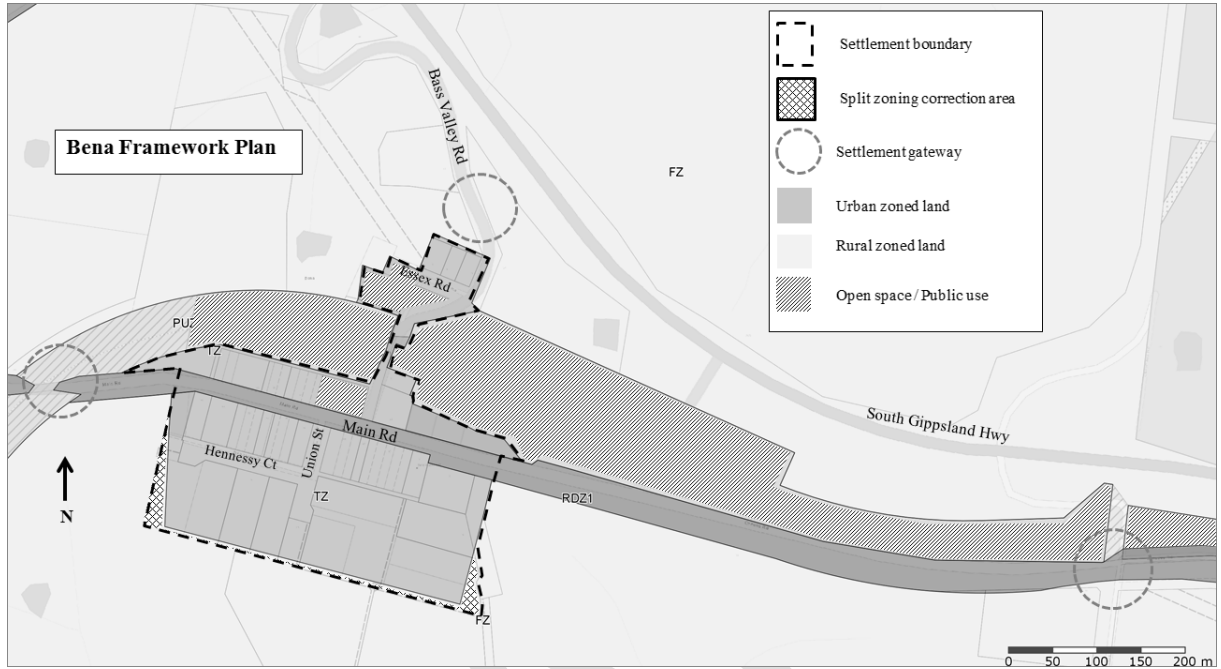 Bena Framework Plan
Settlement boundary
Split zoning correction area
Settlement gateway
Urban zoned land
Rural zoned land
Open space / Public use
Bass Valley Rd
FZ
Essex Rd
PUZ
TZ
South Gippsland Hwy
Main Rd
Union St
Hennessy Ct
TZ
RDZ1
N
FZ
0 50 100 150 200 m